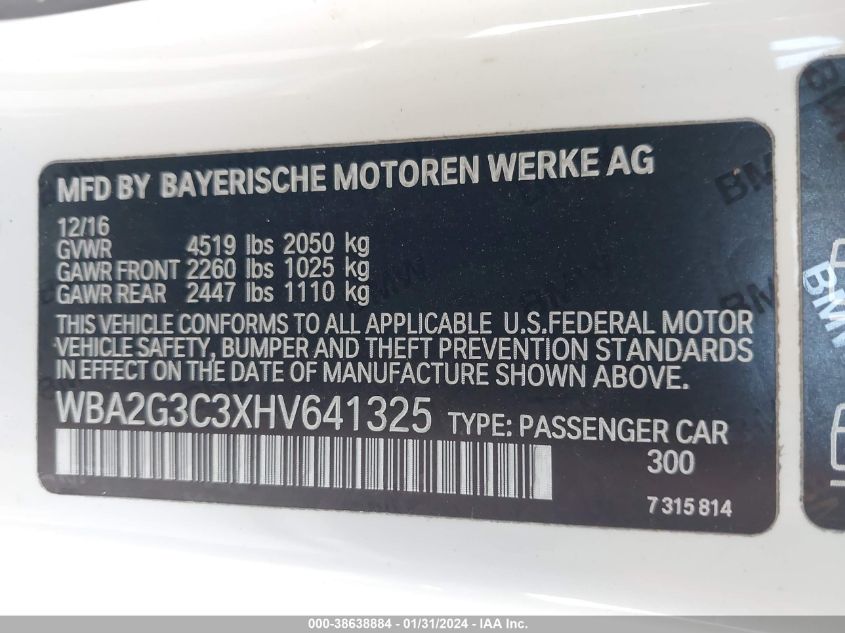 MFD BY BAYERISCHE MOTOREN WERKE AG
12/16
GVWR 4519 lbs 2050 kg
GAWR FRONT 2260 lbs 1025 kg
GAWR REAR 2447 lbs 1110 kg
THIS VEHICLE CONFORMS TO ALL APPLICABLE U.S.FEDERAL MOTOR
VEHICLE SAFETY, BUMPER AND THEFT PREVENTION STANDARDS
IN EFFECT ON THE DATE OF MANUFACTURE SHOWN ABOVE.
WBA2G3C3XHV641325 TYPE: PASSENGER CAR
300
7 315 814
BMW
000-38638884 - 01/31/2024 - IAA Inc.